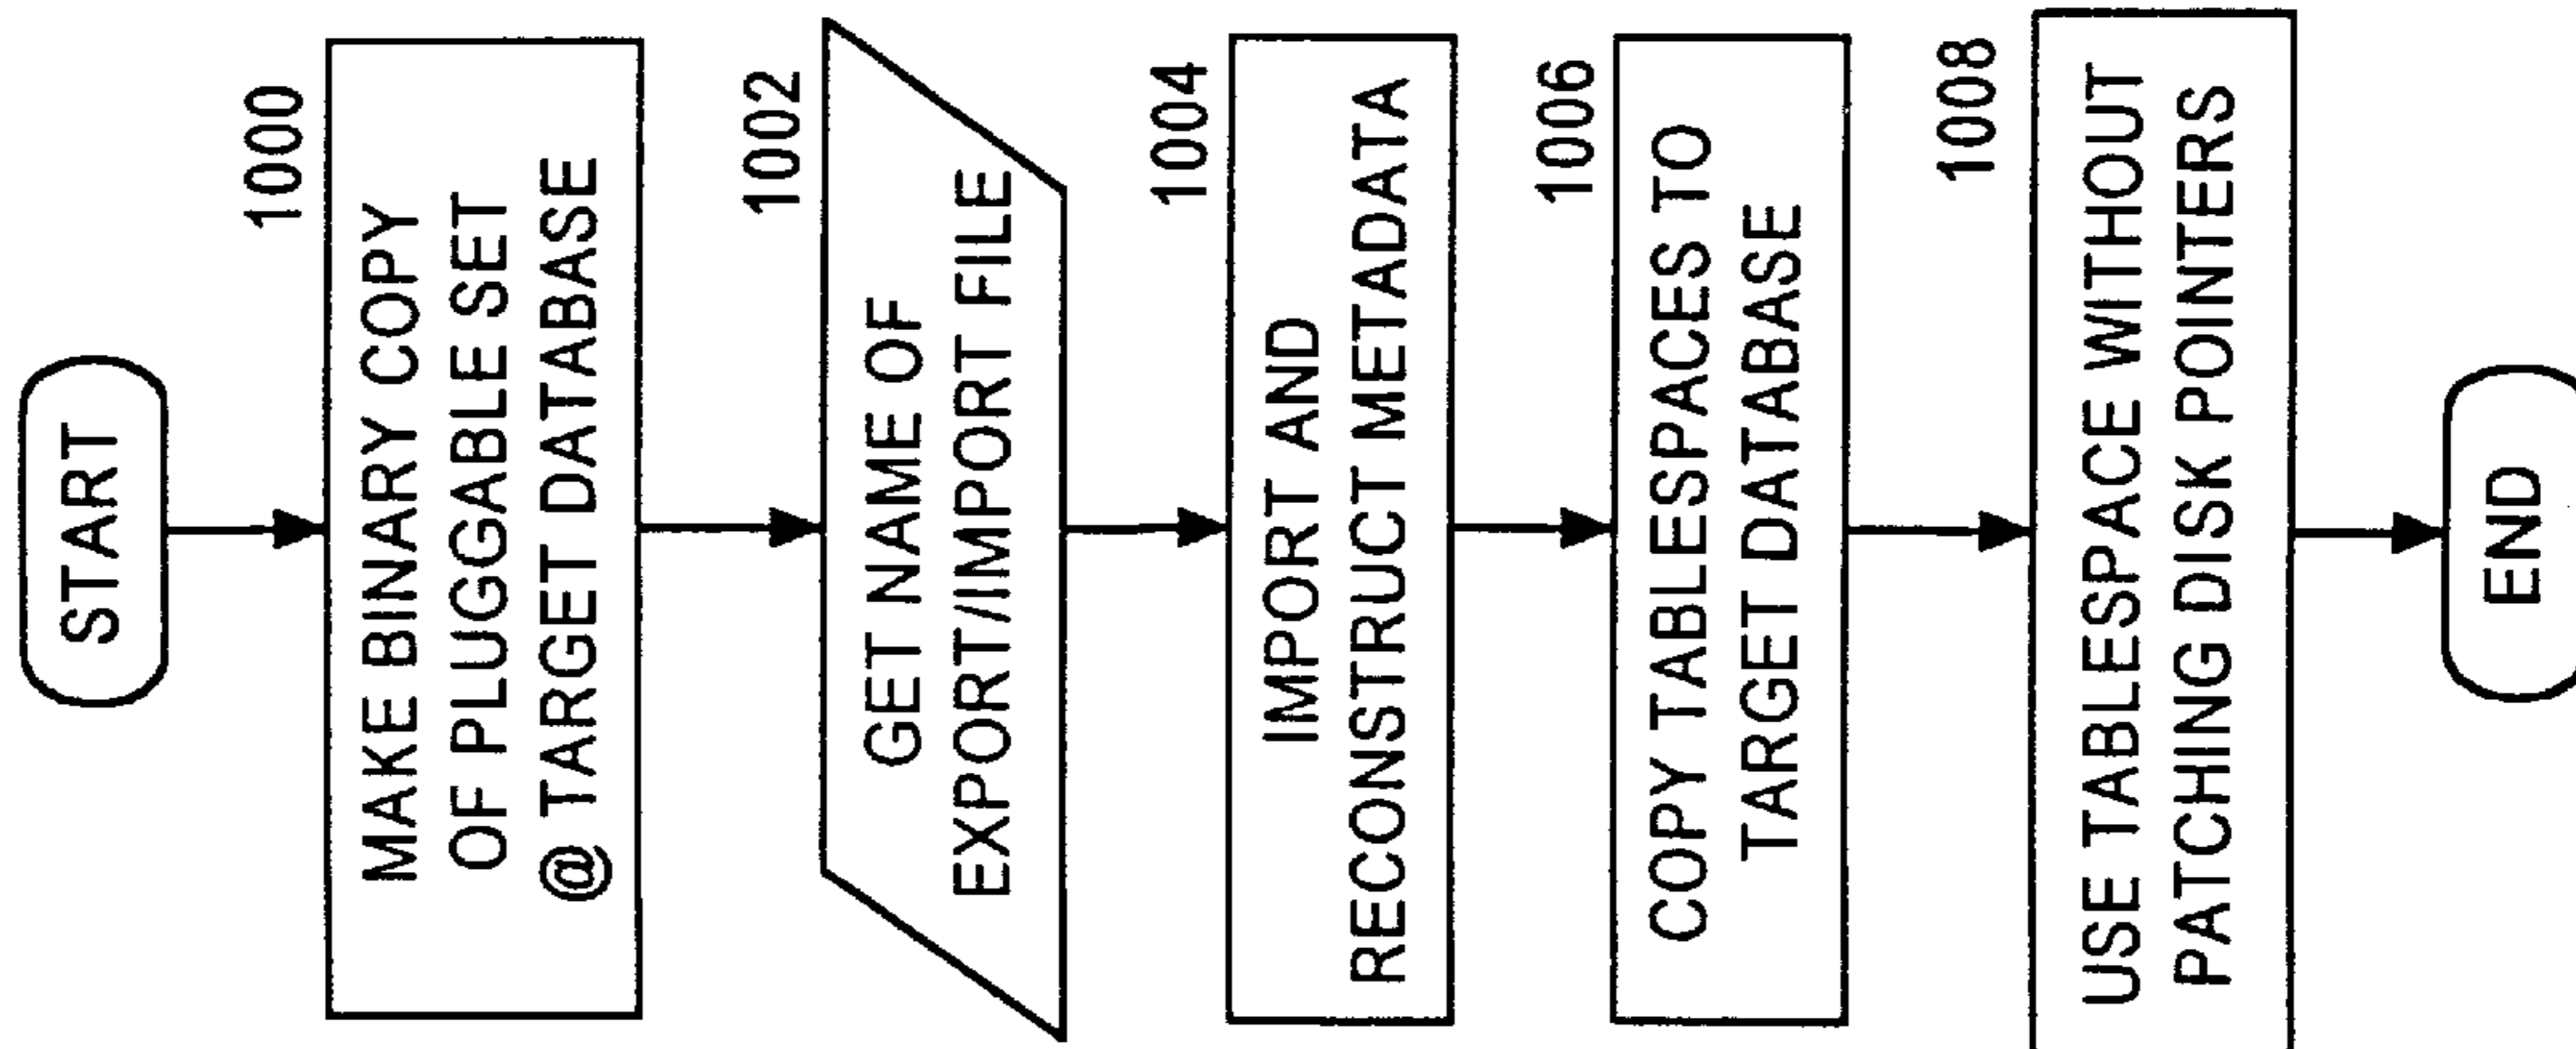 START
1000
MAKE BINARY COPY
OF PLUGGABLE SET
@ TARGET DATABASE
1002
GET NAME OF
EXPORT/IMPORT FILE
1004
IMPORT AND
RECONSTRUCT METADATA
1006
COPY TABLESPACES TO
TARGET DATABASE
1008
USE TABLESPACE WITHOUT
PATCHING DISK POINTERS
END